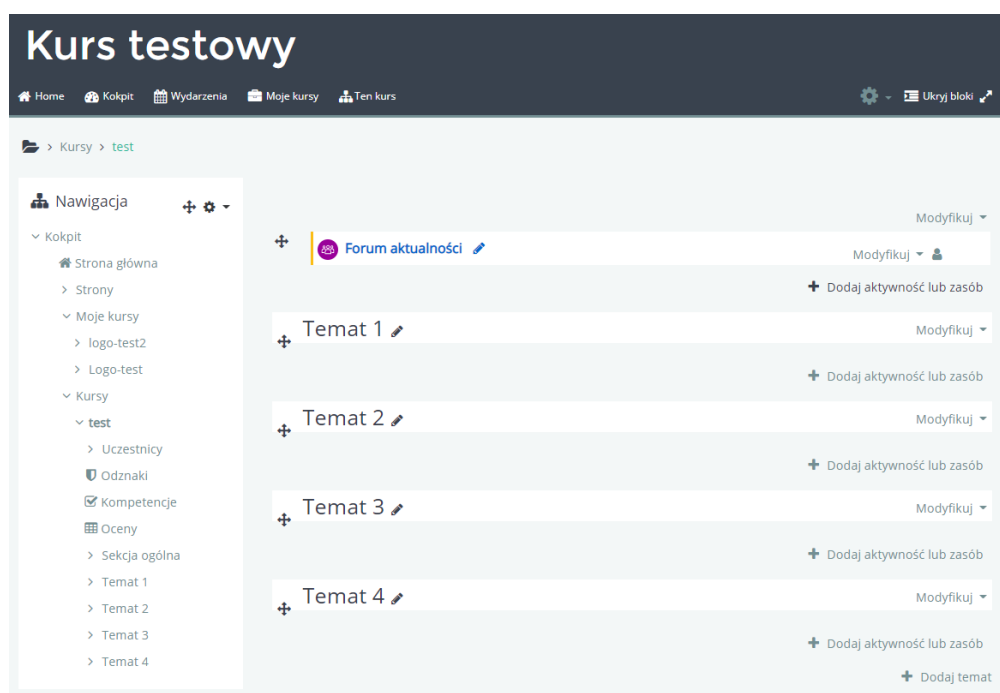 Kurs testowy
Home Kokpit Wydarzenia Moje kursy Ten kurs Ukryj bloki
> Kursy > test
Nawigacja
Kokpit
Strona główna
Strony
Moje kursy
logo-test2
Logo-test
Kursy
test
Uczestnicy
Odznaki
Kompetencje
Oceny
Sekcja ogólna
Temat 1
Temat 2
Temat 3
Temat 4
Modyfikuj
Forum aktualności Modyfikuj
Dodaj aktywność lub zasób
Temat 1 Modyfikuj
Dodaj aktywność lub zasób
Temat 2 Modyfikuj
Dodaj aktywność lub zasób
Temat 3 Modyfikuj
Dodaj aktywność lub zasób
Temat 4 Modyfikuj
Dodaj aktywność lub zasób
Dodaj temat